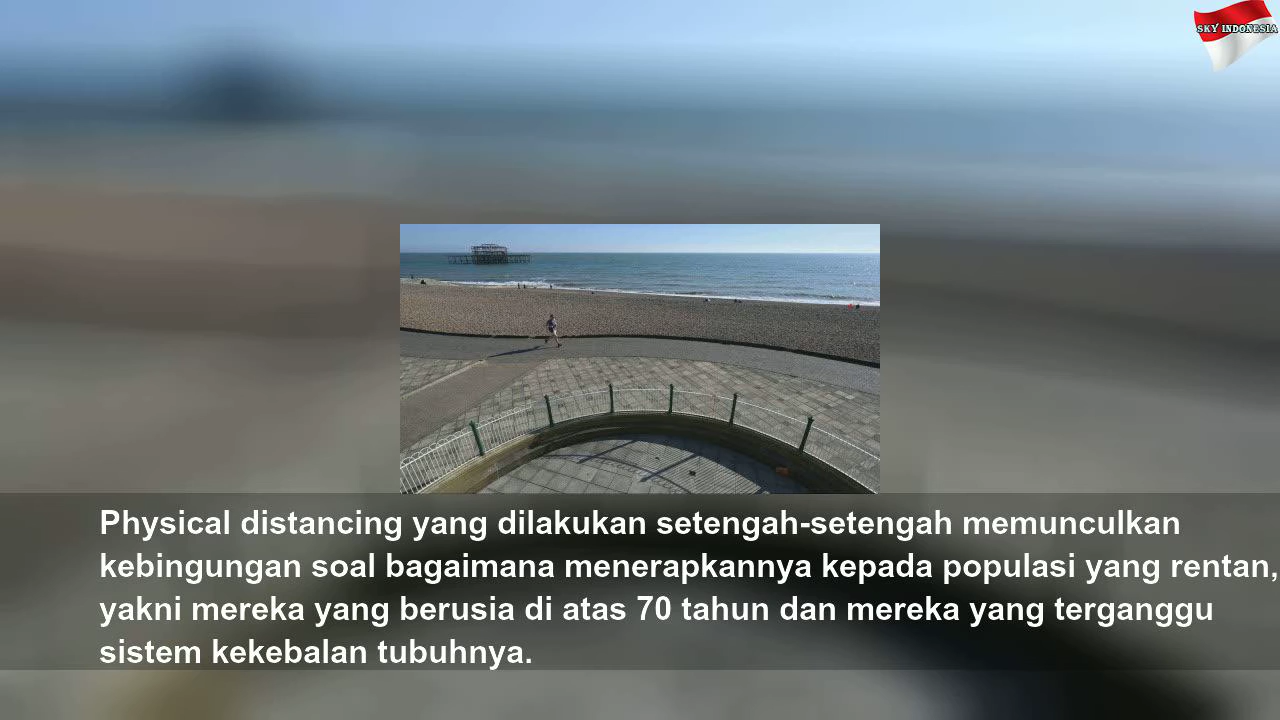 SKY INDONESIA
Physical distancing yang dilakukan setengah-setengah memunculkan
kebingungan soal bagaimana menerapkannya kepada populasi yang rentan,
yakni mereka yang berusia di atas 70 tahun dan mereka yang terganggu
sistem kekebalan tubuhnya.